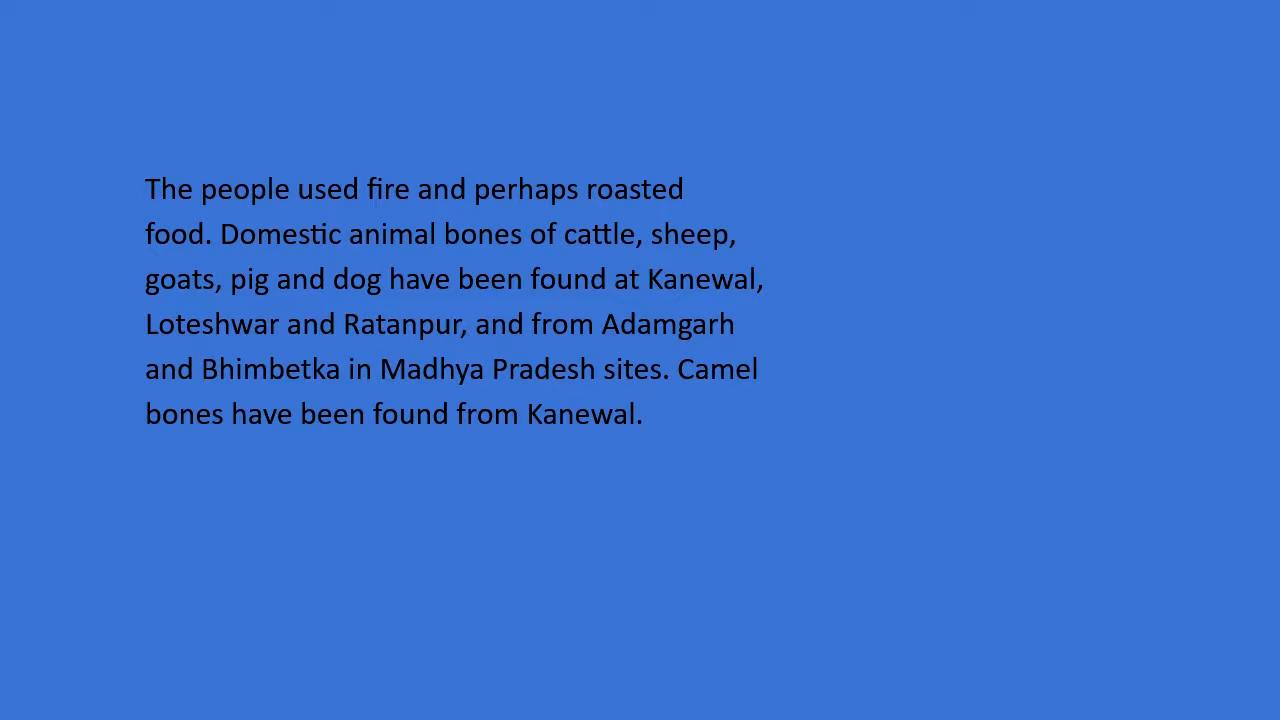 The people used fire and perhaps roasted
food. Domestic animal bones of cattle, sheep,
goats, pig and dog have been found at Kanewal,
Loteshwar and Ratanpur, and from Adamgarh
and Bhimbetka in Madhya Pradesh sites. Camel
bones have been found from Kanewal.